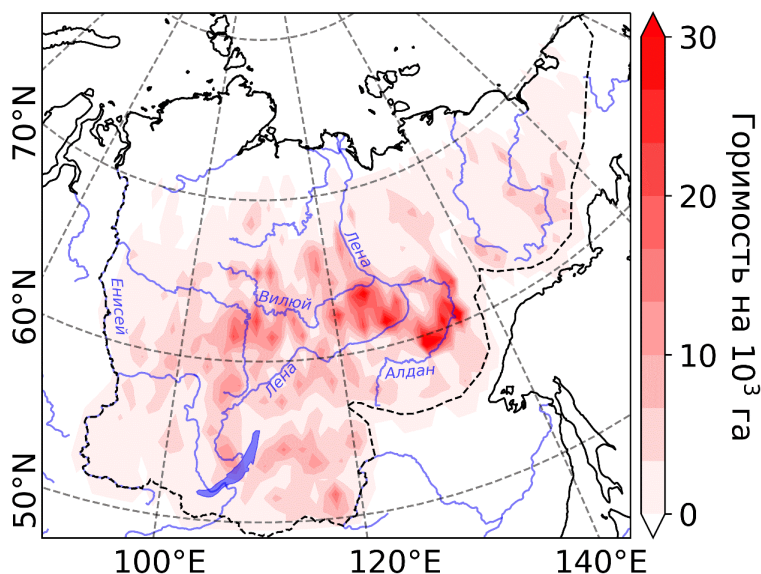 70°N
60°N
50°N
100°E
120°E
140°E
Енисей
Вилюй
Лена
Лена
Алдан
30
20
10
0
Горимость на 10³ га